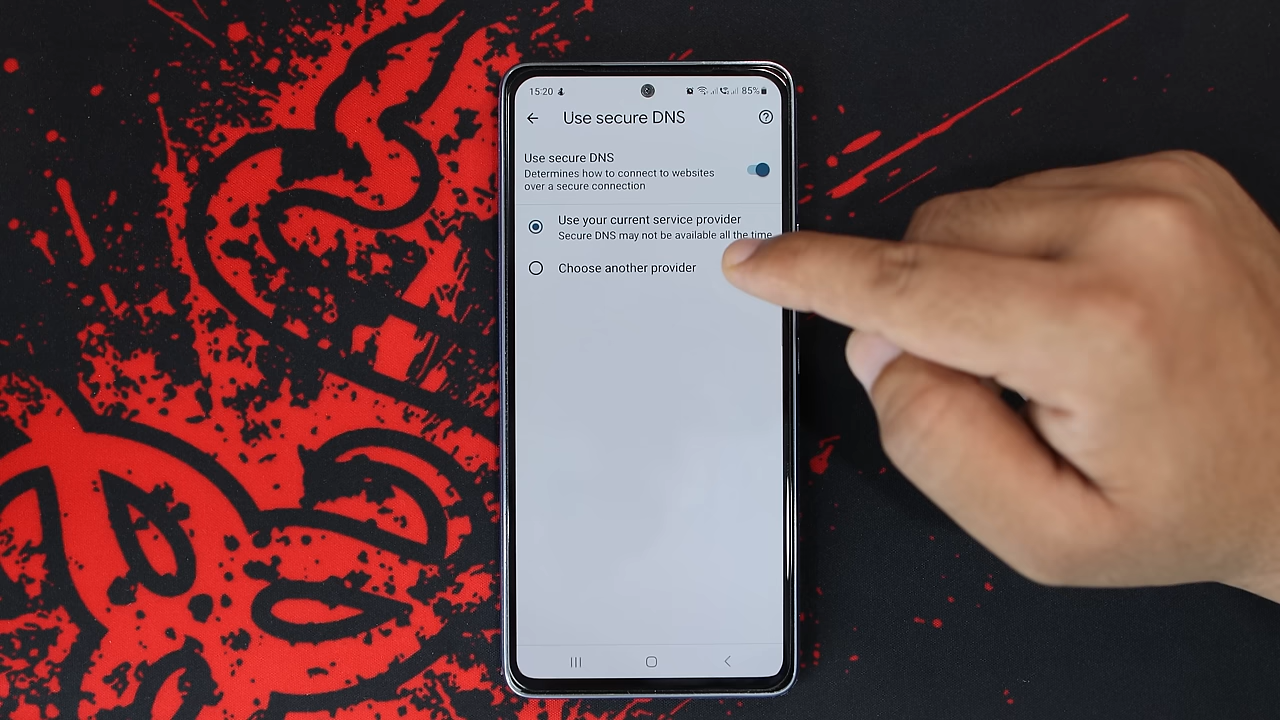 15:20 85%
Use secure DNS
Use secure DNS
Determines how to connect to websites
over a secure connection
Use your current service provider
Secure DNS may not be available all the time
Choose another provider